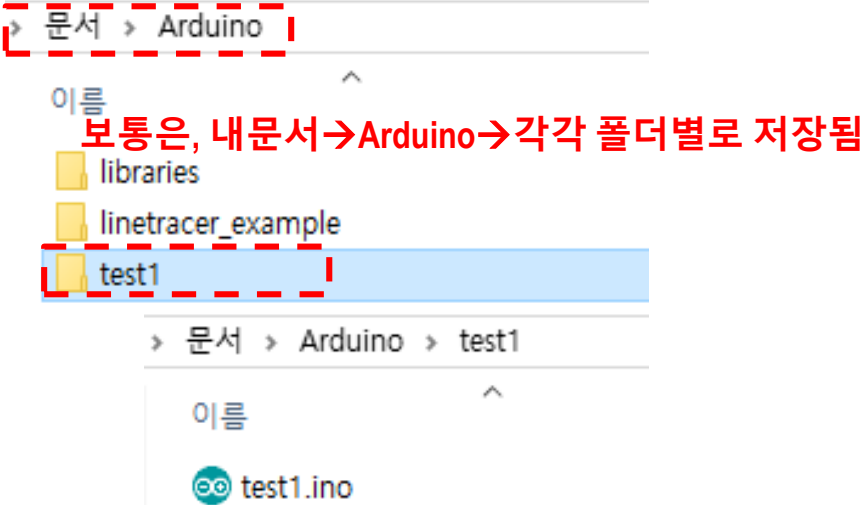 > 문서 > Arduino
이름
보통은, 내문서→Arduino→각각 폴더별로 저장됨
libraries
linetracer_example
test1
> 문서 > Arduino > test1
이름
test1.ino